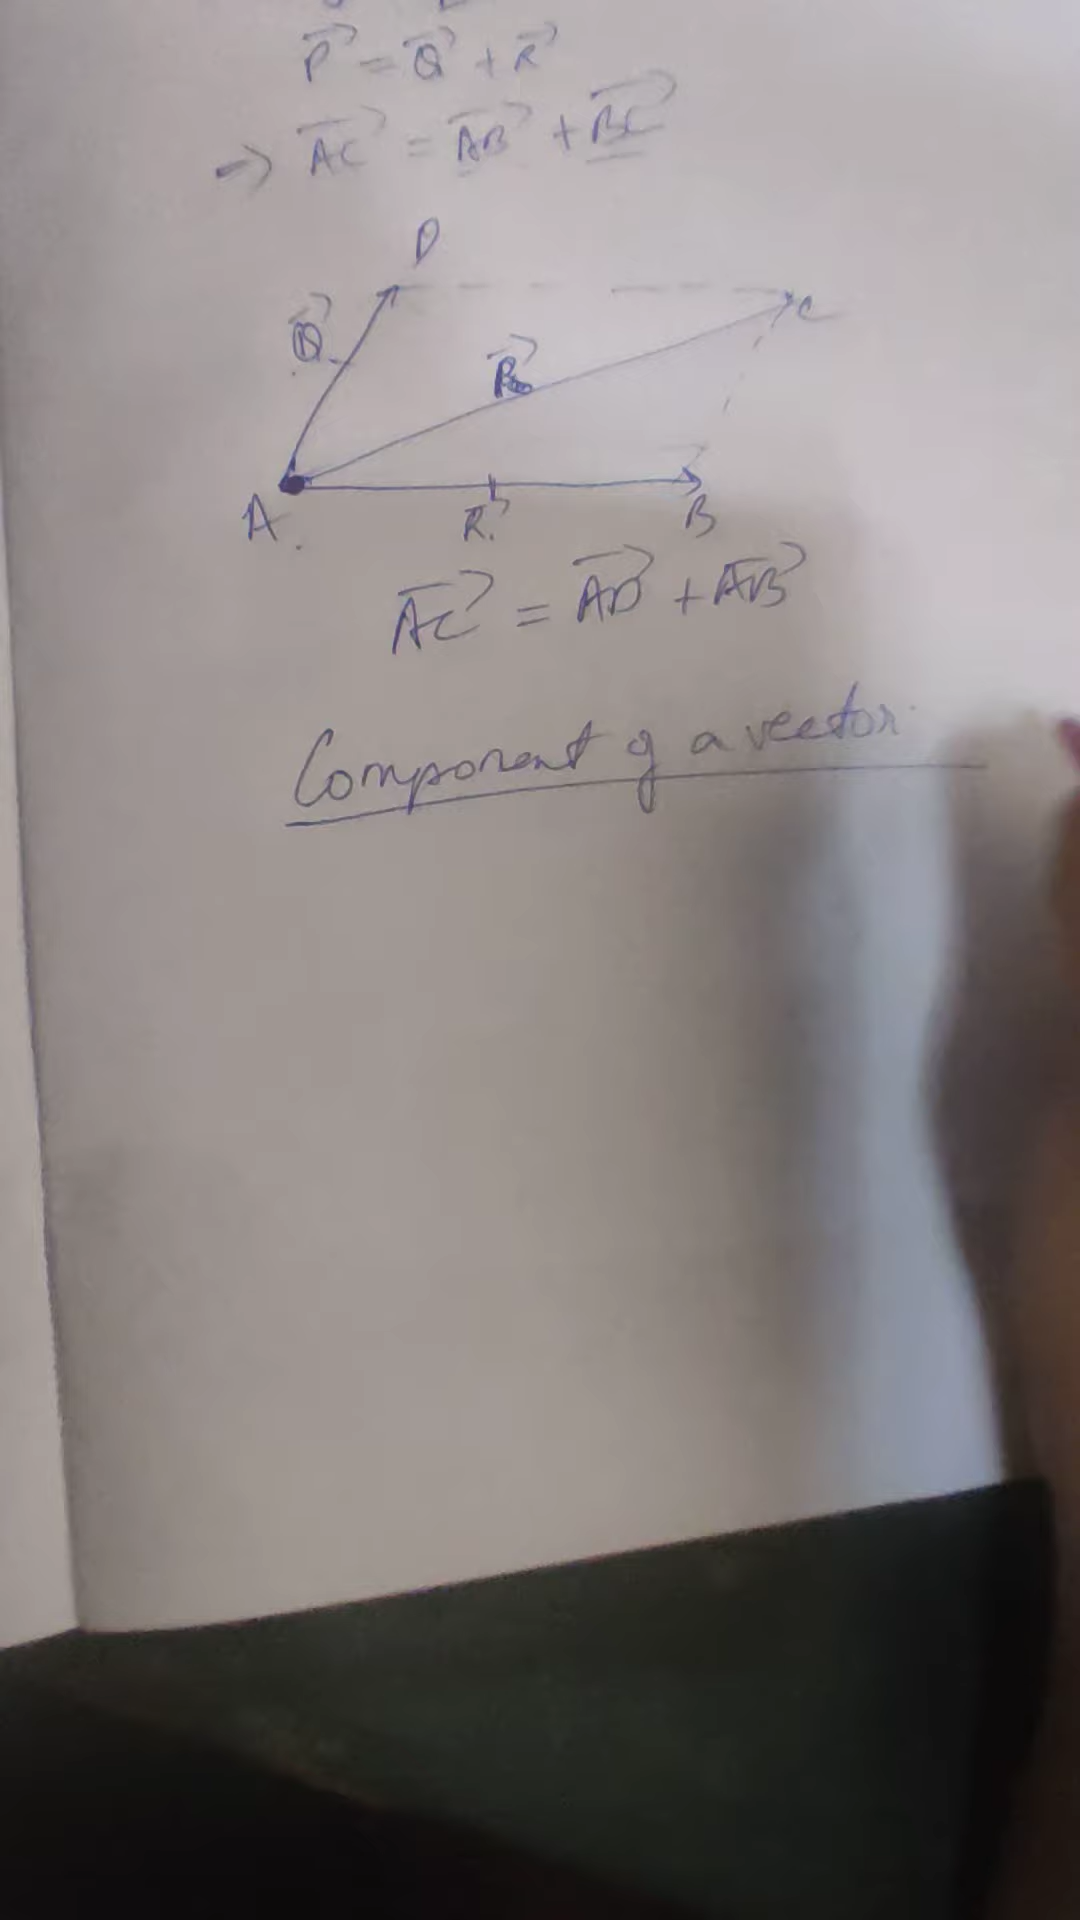 P⃗ = Q⃗ + R⃗
→ AC⃗ = AB⃗ + BC⃗
D
Q⃗
C
A
R⃗
B
AC⃗ = AD⃗ + AB⃗
Component of a vector